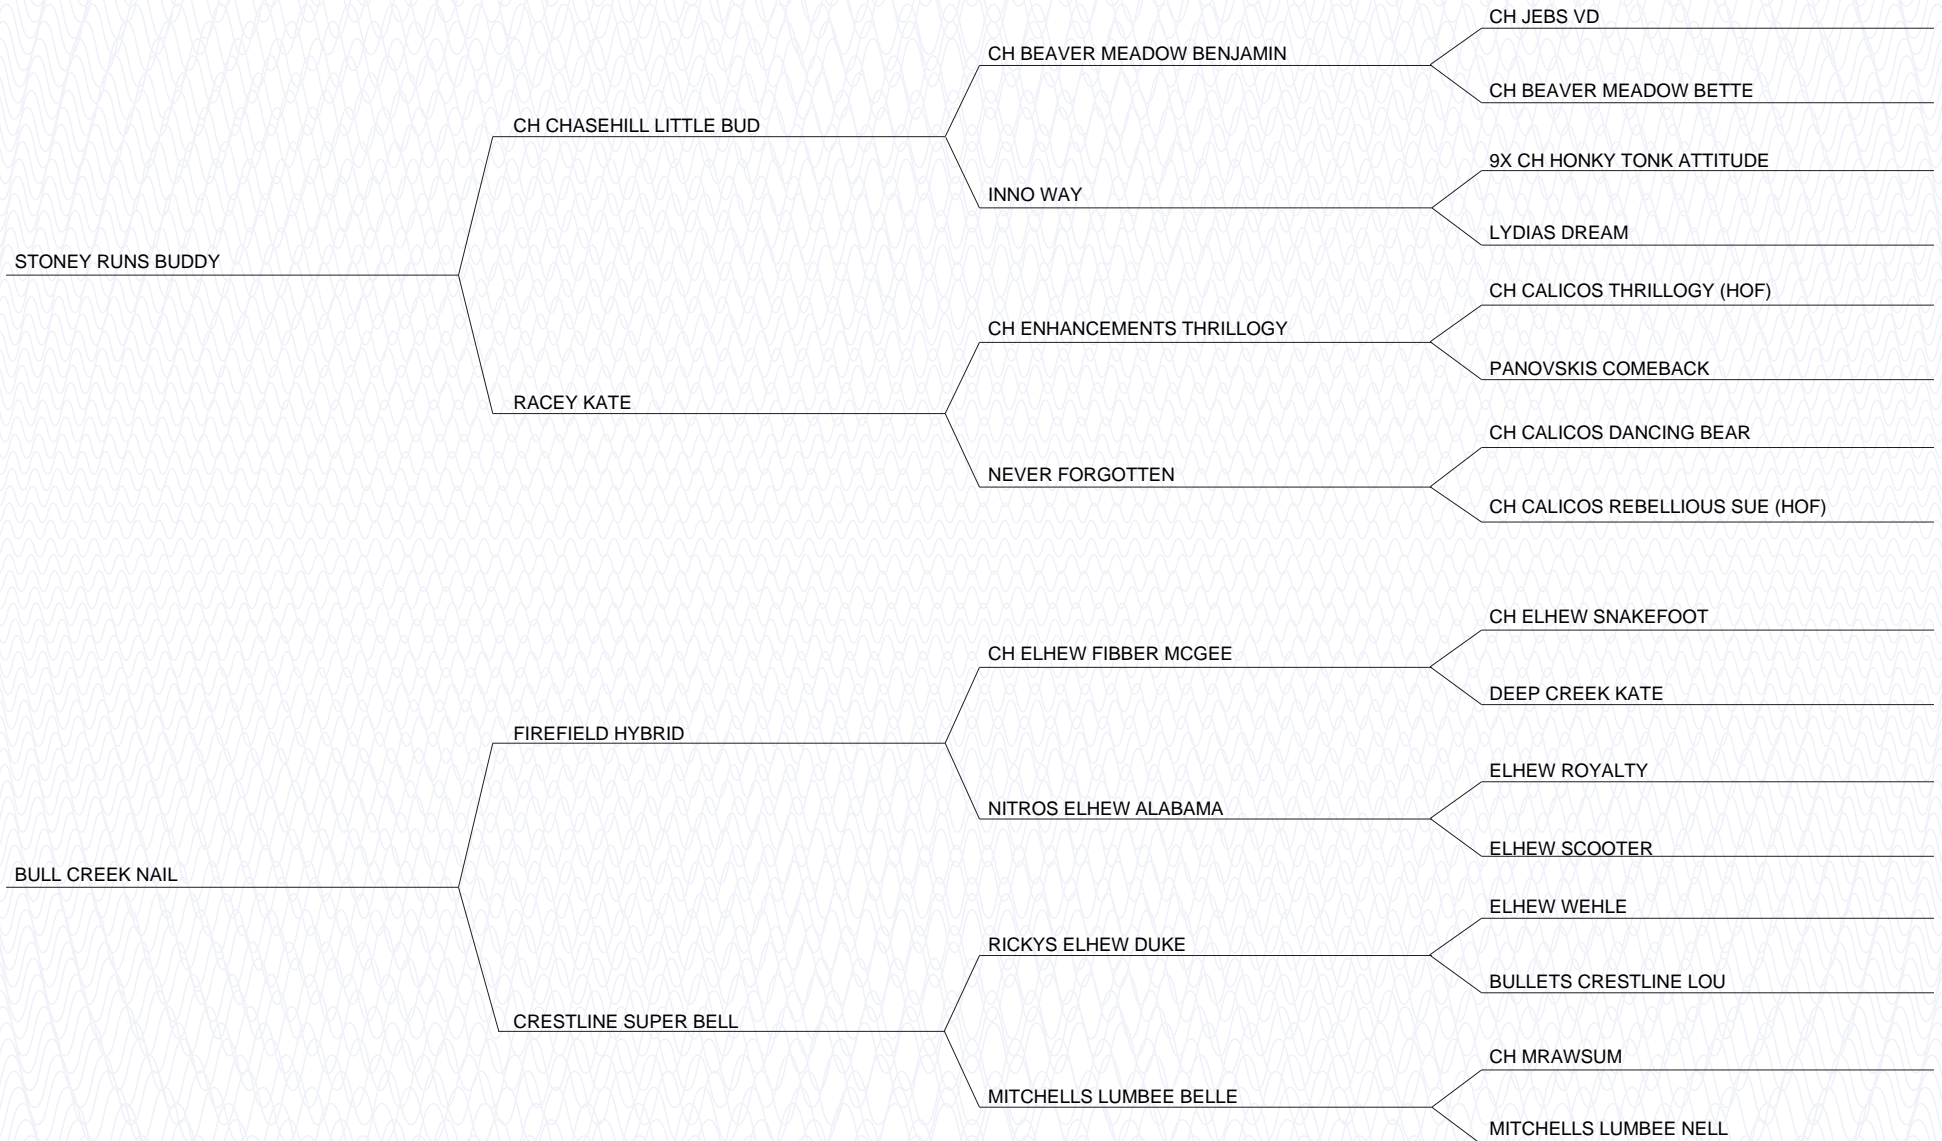 CH JEBS VD
CH BEAVER MEADOW BENJAMIN
CH BEAVER MEADOW BETTE
CH CHASEHILL LITTLE BUD
9X CH HONKY TONK ATTITUDE
INNO WAY
LYDIAS DREAM
STONEY RUNS BUDDY
CH CALICOS THRILLOGY (HOF)
CH ENHANCEMENTS THRILLOGY
PANOVSKIS COMEBACK
RACEY KATE
CH CALICOS DANCING BEAR
NEVER FORGOTTEN
CH CALICOS REBELLIOUS SUE (HOF)
CH ELHEW SNAKEFOOT
CH ELHEW FIBBER MCGEE
DEEP CREEK KATE
FIREFIELD HYBRID
ELHEW ROYALTY
NITROS ELHEW ALABAMA
ELHEW SCOOTER
BULL CREEK NAIL
ELHEW WEHLE
RICKYS ELHEW DUKE
BULLETS CRESTLINE LOU
CRESTLINE SUPER BELL
CH MRAWSUM
MITCHELLS LUMBEE BELLE
MITCHELLS LUMBEE NELL